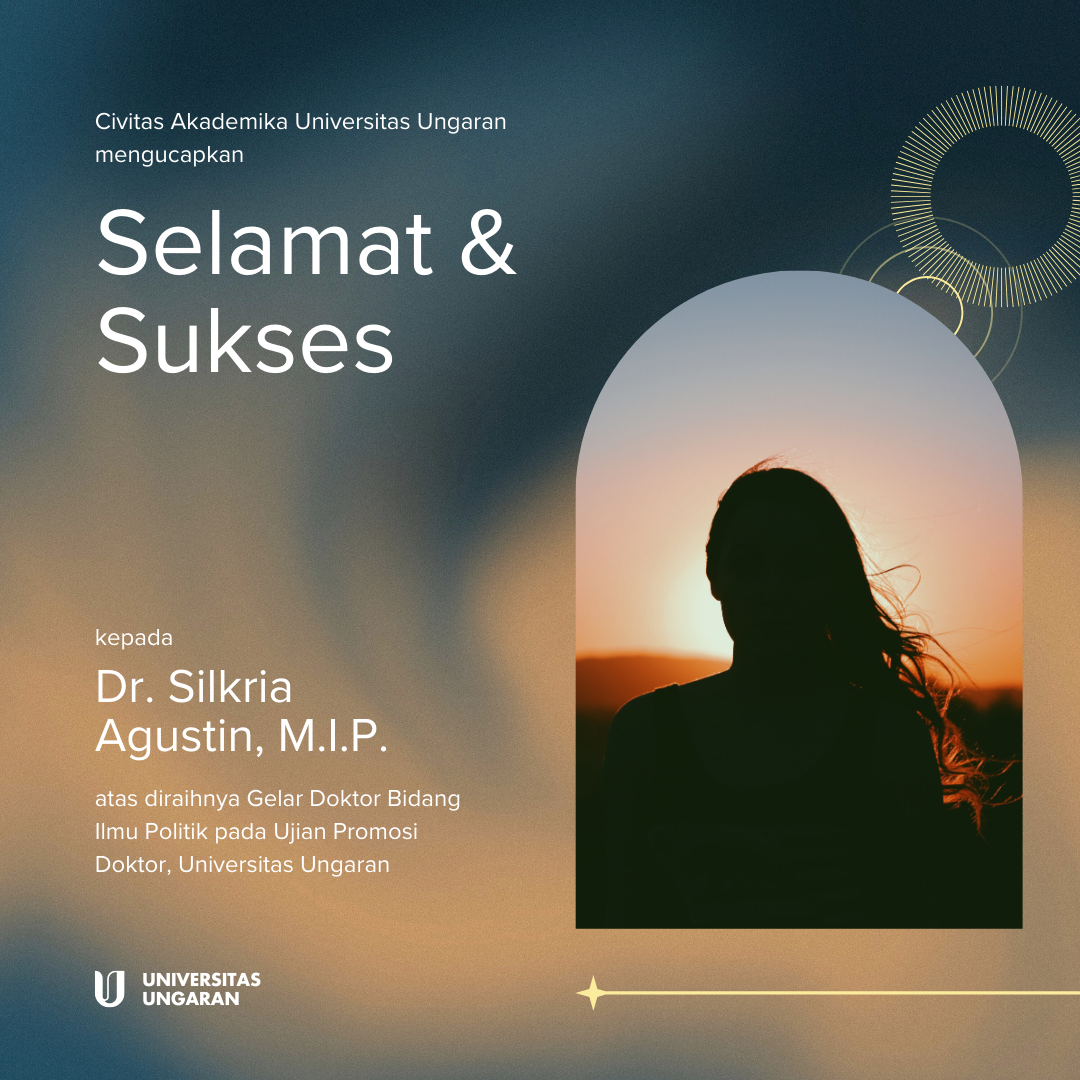 Civitas Akademika Universitas Ungaran
mengucapkan
Selamat &
Sukses
kepada
Dr. Silkria
Agustin, M.I.P.
atas diraihnya Gelar Doktor Bidang
Ilmu Politik pada Ujian Promosi
Doktor, Universitas Ungaran
UNIVERSITAS
UNGARAN